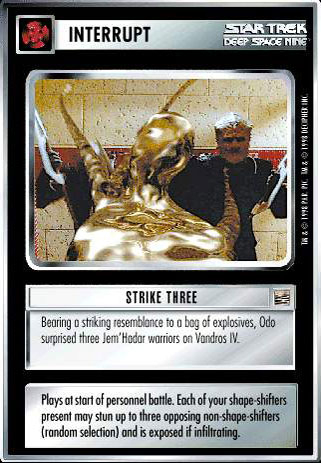 INTERRUPT
STAR TREK
DEEP SPACE NINE
TM & © 1998 PAR. PIC. TM & © 1998 DECIPHER INC.
STRIKE THREE
Bearing a striking resemblance to a bag of explosives, Odo
surprised three Jem'Hadar warriors on Vandros IV.
Plays at start of personnel battle. Each of your shape-shifters
present may stun up to three opposing non-shape-shifters
(random selection) and is exposed if infiltrating.